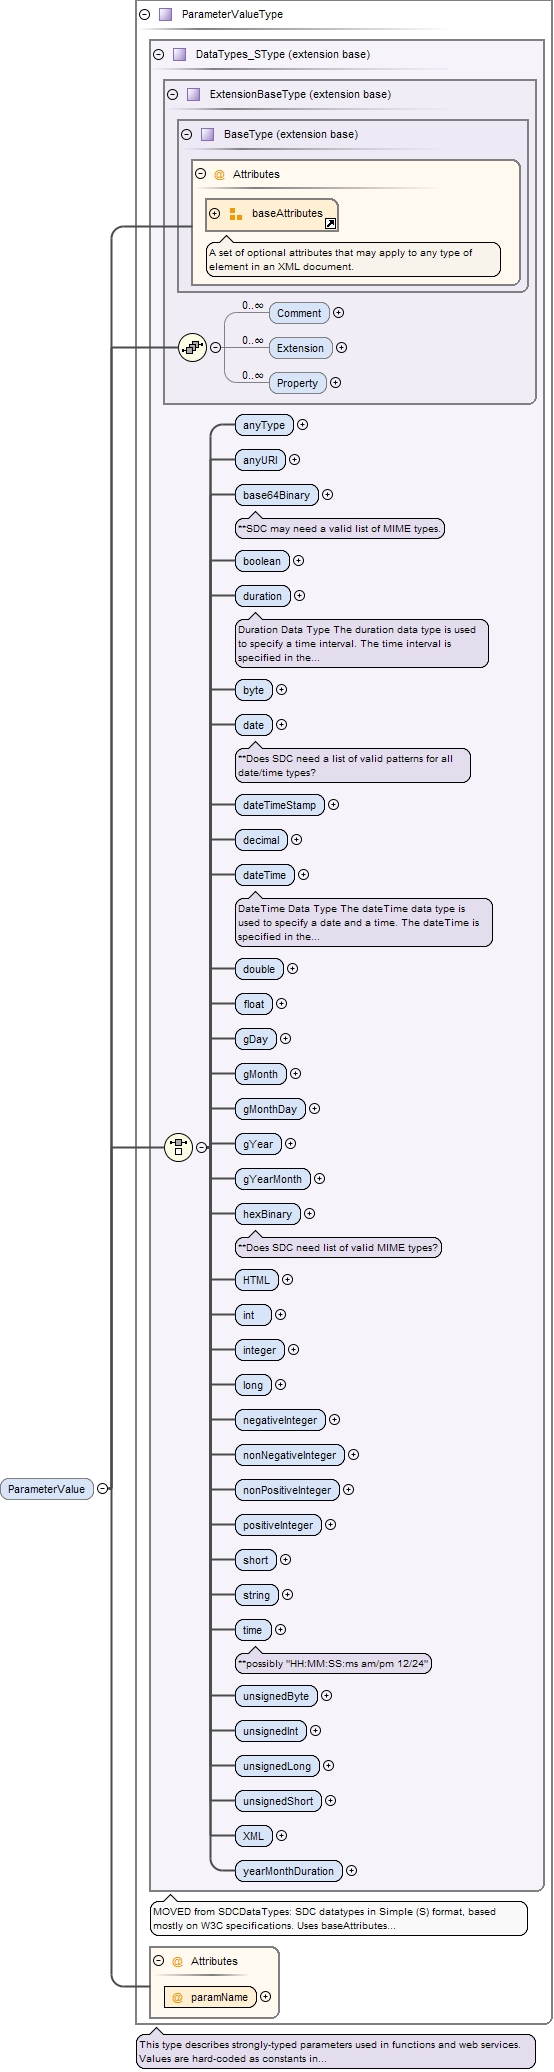 ParameterValueType
DataTypes_SType (extension base)
ExtensionBaseType (extension base)
BaseType (extension base)
@ Attributes
baseAttributes
A set of optional attributes that may apply to any type of
element in an XML document.
0..∞
Comment
0..∞
Extension
0..∞
Property
anyType
anyURI
base64Binary
**SDC may need a valid list of MIME types.
boolean
duration
Duration Data Type The duration data type is used
to specify a time interval. The time interval is
specified in the...
byte
date
**Does SDC need a list of valid patterns for all
date/time types?
dateTimeStamp
decimal
dateTime
DateTime Data Type The dateTime data type is
used to specify a date and a time. The dateTime is
specified in the...
double
float
gDay
gMonth
gMonthDay
gYear
gYearMonth
hexBinary
**Does SDC need list of valid MIME types?
HTML
int
integer
long
negativeInteger
nonNegativeInteger
ParameterValue
nonPositiveInteger
positiveInteger
short
string
time
**possibly "HH:MM:SS:ms am/pm 12/24"
unsignedByte
unsignedInt
unsignedLong
unsignedShort
XML
yearMonthDuration
MOVED from SDCDataTypes: SDC datatypes in Simple (S) format, based
mostly on W3C specifications. Uses baseAttributes...
@ Attributes
@ paramName
This type describes strongly-typed parameters used in functions and web services.
Values are hard-coded as constants in...